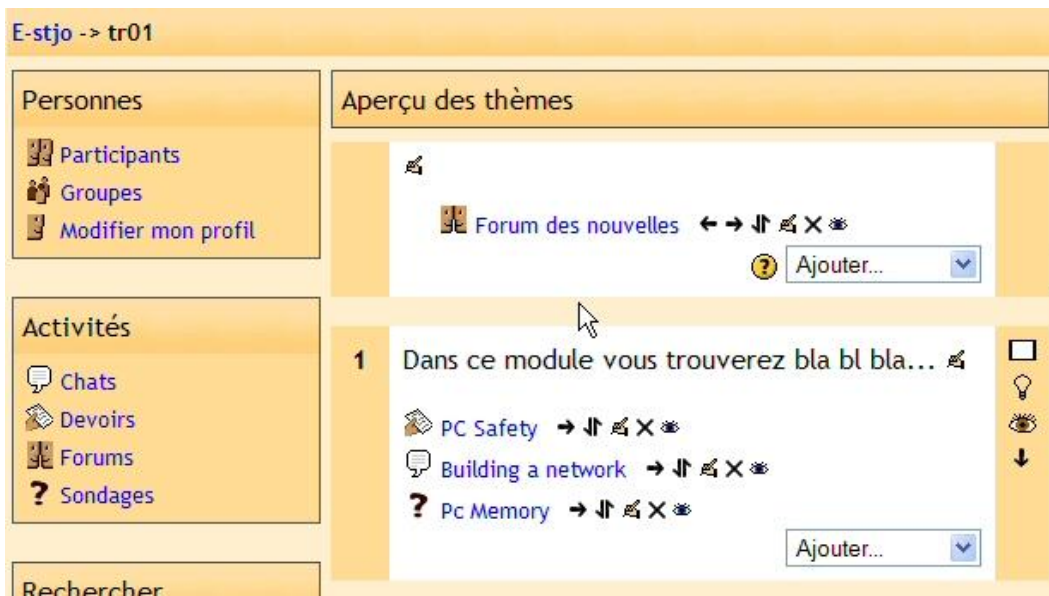 E-stjo -> tr01
Personnes
Participants
Groupes
Modifier mon profil
Activités
Chats
Devoirs
Forums
Sondages
Rechercher
Aperçu des thèmes
Forum des nouvelles
Ajouter...
1 Dans ce module vous trouverez bla bl bla...
PC Safety
Building a network
Pc Memory
Ajouter...